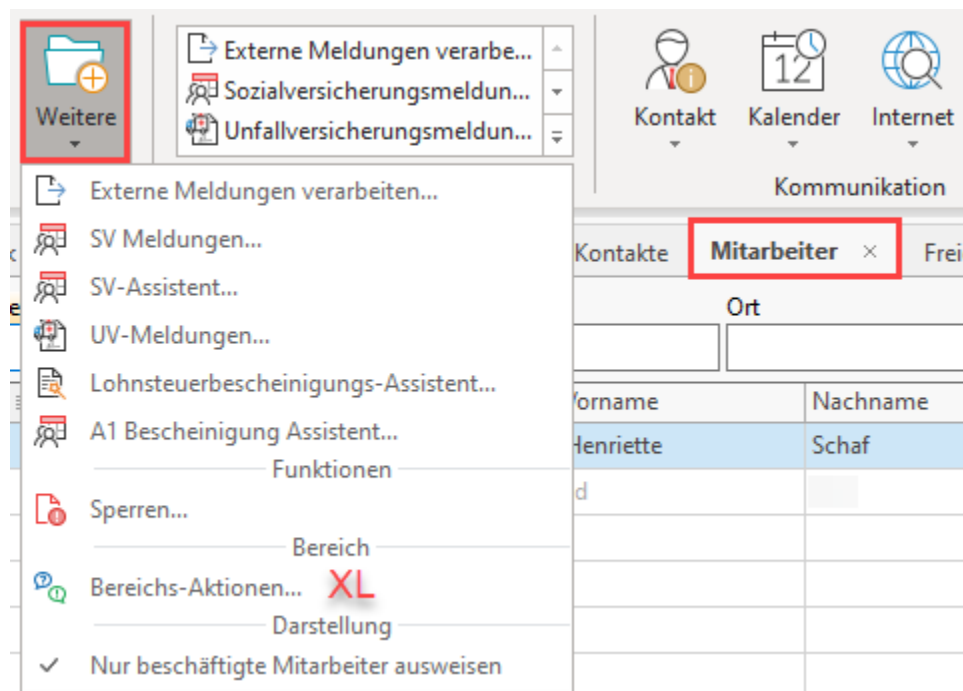 Weitere
Externe Meldungen verarbe...
Sozialversicherungsmeldun...
Unfallversicherungsmeldun...
12
Kontakt
Kalender
Internet
Kommunikation
Externe Meldungen verarbeiten...
SV Meldungen...
SV-Assistent...
UV-Meldungen...
Lohnsteuerbescheinigungs-Assistent...
A1 Bescheinigung Assistent...
Funktionen
Sperren...
Bereich
Bereichs-Aktionen... XL
Darstellung
Nur beschäftigte Mitarbeiter ausweisen
Kontakte
Mitarbeiter ×
Frei
Ort
Vorname
Nachname
Henriette
Schaf
d